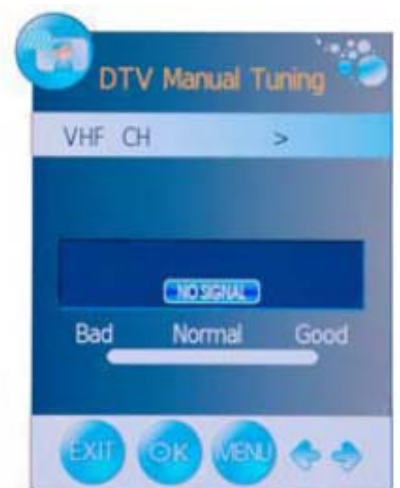 DTV Manual Tuning
VHF CH >
NO SIGNAL
Bad Normal Good
EXIT OK MENU